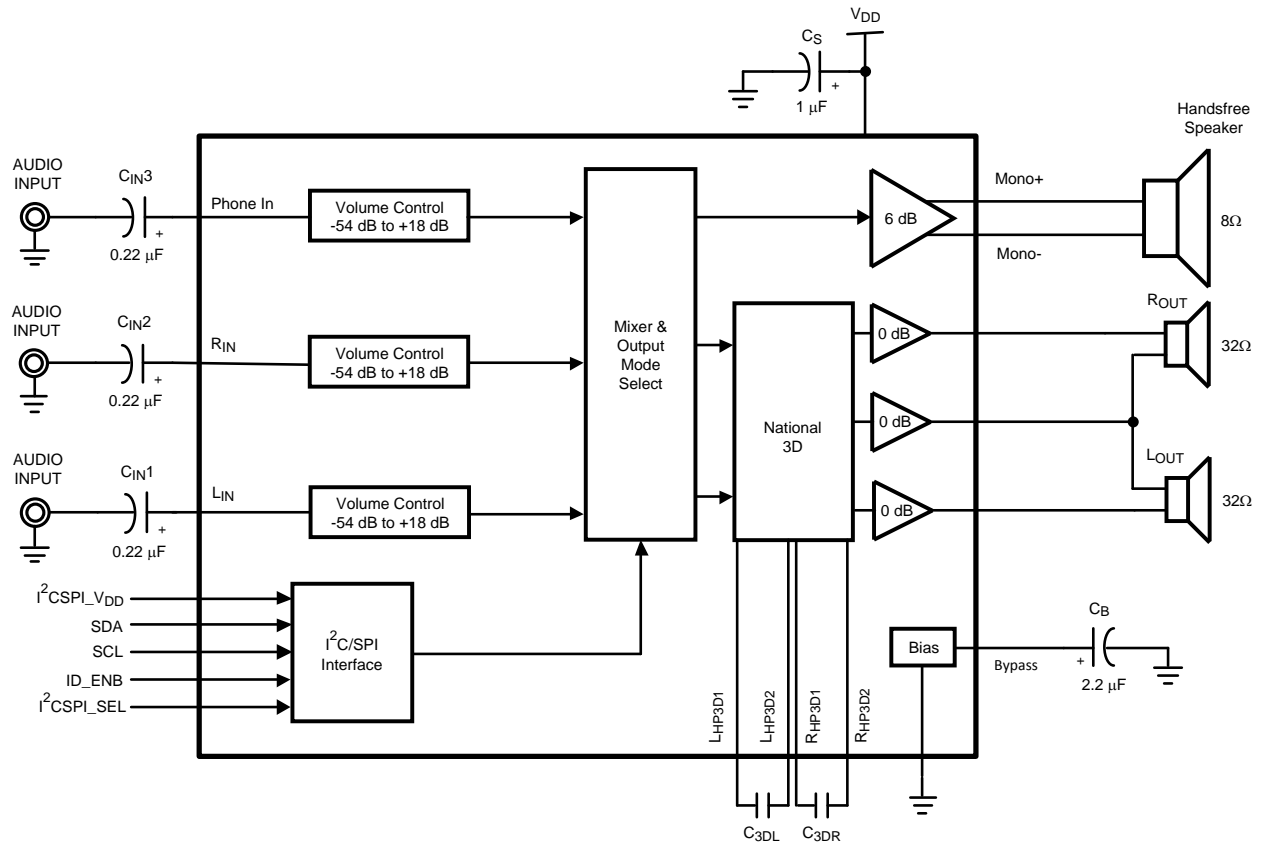 VDD
CS
+
1 μF
Handsfree
Speaker
AUDIO
INPUT
CIN3
+
0.22 μF
Phone In
Volume Control
-54 dB to +18 dB
6 dB
Mono+
Mono-
8Ω
AUDIO
INPUT
CIN2
+
0.22 μF
RIN
Volume Control
-54 dB to +18 dB
Mixer &
Output
Mode
Select
0 dB
ROUT
32Ω
National
3D
0 dB
AUDIO
INPUT
CIN1
+
0.22 μF
LIN
Volume Control
-54 dB to +18 dB
0 dB
LOUT
32Ω
I2CSPI_VDD
SDA
SCL
ID_ENB
I2CSPI_SEL
I2C/SPI
Interface
Bias
Bypass
CB
+
2.2 μF
LHP3D1
LHP3D2
RHP3D1
RHP3D2
C3DL
C3DR